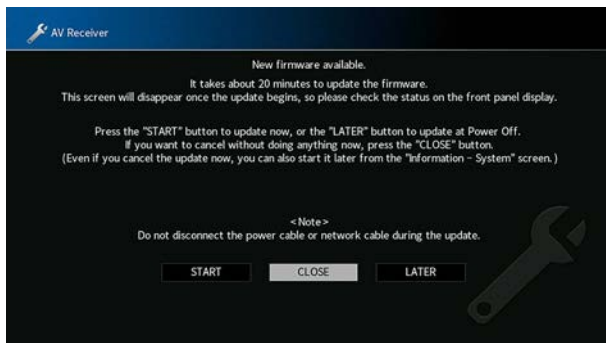 AV Receiver
New firmware available.
It takes about 20 minutes to update the firmware.
This screen will disappear once the update begins, so please check the status on the front panel display.
Press the "START" button to update now, or the "LATER" button to update at Power Off.
If you want to cancel without doing anything now, press the "CLOSE" button.
(Even if you cancel the update now, you can also start it later from the "Information - System" screen.)
<Note>
Do not disconnect the power cable or network cable during the update.
START CLOSE LATER